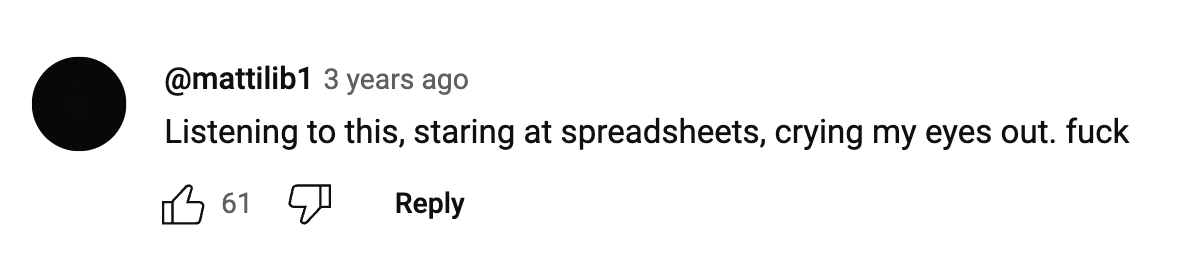 @mattilib1 3 years ago
Listening to this, staring at spreadsheets, crying my eyes out. fuck
61 Reply